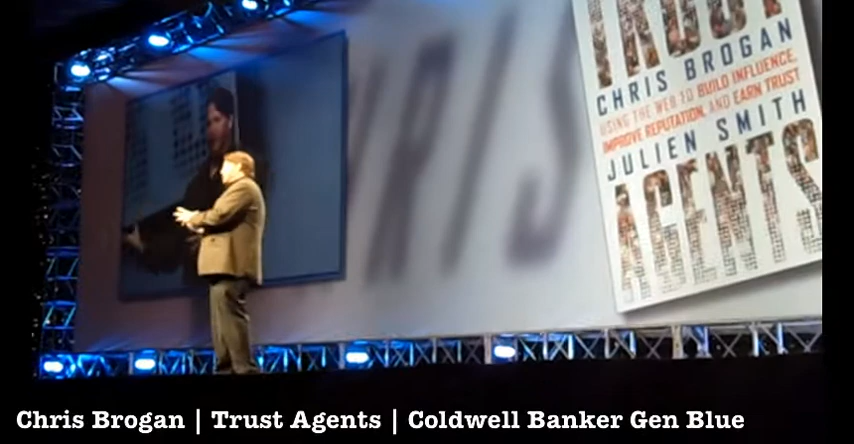 TRUST
CHRIS BROGAN
USING THE WEB TO BUILD INFLUENCE,
IMPROVE REPUTATION, AND EARN TRUST
JULIEN SMITH
AGENTS
RIS
Chris Brogan | Trust Agents | Coldwell Banker Gen Blue